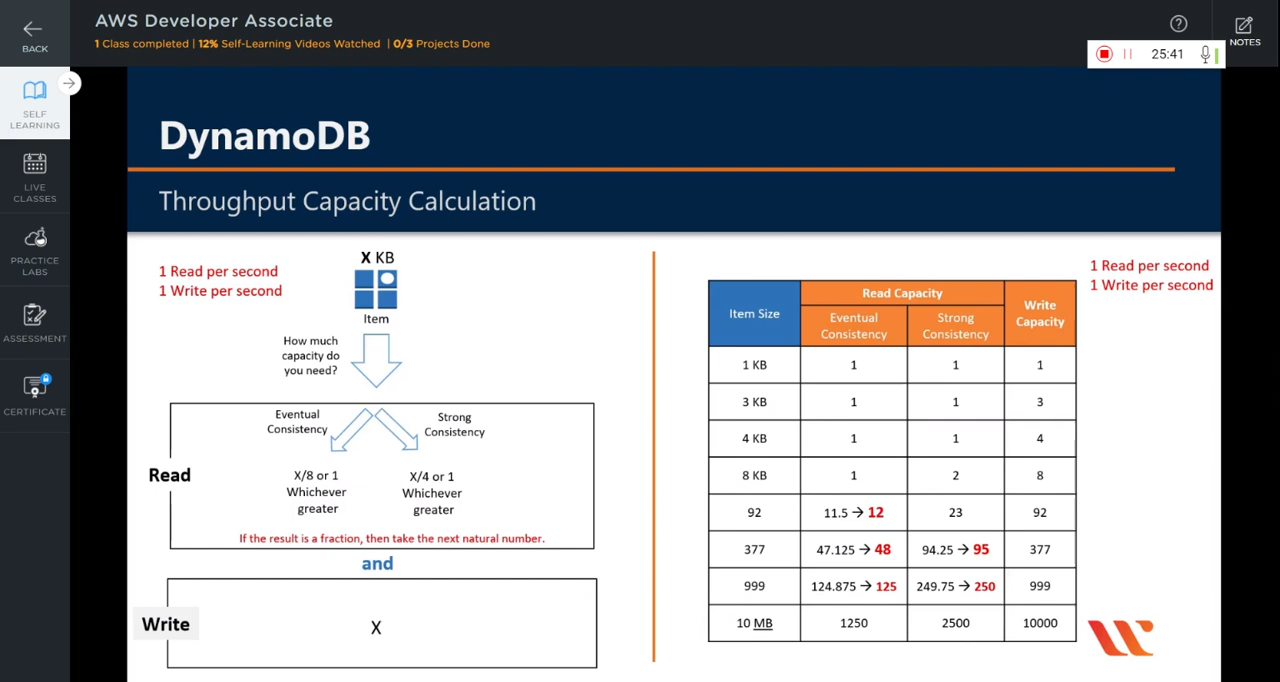 BACK
AWS Developer Associate
1 Class completed | 12% Self-Learning Videos Watched | 0/3 Projects Done
NOTES
25:41
SELF
LEARNING
LIVE
CLASSES
PRACTICE
LABS
ASSESSMENT
CERTIFICATE
DynamoDB
Throughput Capacity Calculation
1 Read per second
1 Write per second
X KB
Item
How much
capacity do
you need?
Eventual
Consistency
Strong
Consistency
Read
X/8 or 1
Whichever
greater
X/4 or 1
Whichever
greater
If the result is a fraction, then take the next natural number.
and
Write
X
1 Read per second
1 Write per second
Item Size
Read Capacity
Write
Capacity
Eventual
Consistency
Strong
Consistency
1 KB 1 1 1
3 KB 1 1 3
4 KB 1 1 4
8 KB 1 2 8
92 11.5 → 12 23 92
377 47.125 → 48 94.25 → 95 377
999 124.875 → 125 249.75 → 250 999
10 MB 1250 2500 10000